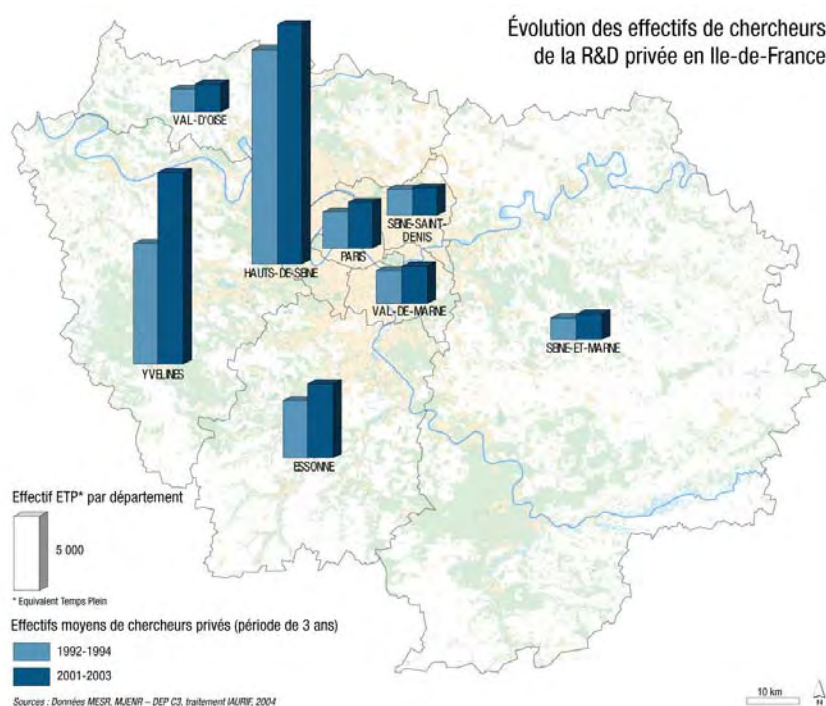 Évolution des effectifs de chercheurs
de la R&D privée en Ile-de-France
VAL-D'OISE
SEINE-SAINT-
DENIS
PARIS
HAUTS-DE-SEINE
VAL-DE-MARNE
SEINE-ET-MARNE
YVELINES
ESSONNE
Effectif ETP* par département
5 000
* Equivalent Temps Plein
Effectifs moyens de chercheurs privés (période de 3 ans)
1992-1994
2001-2003
Sources : Données MESR, MJENR – DEP C3, traitement IAURIF, 2004
10 km
N